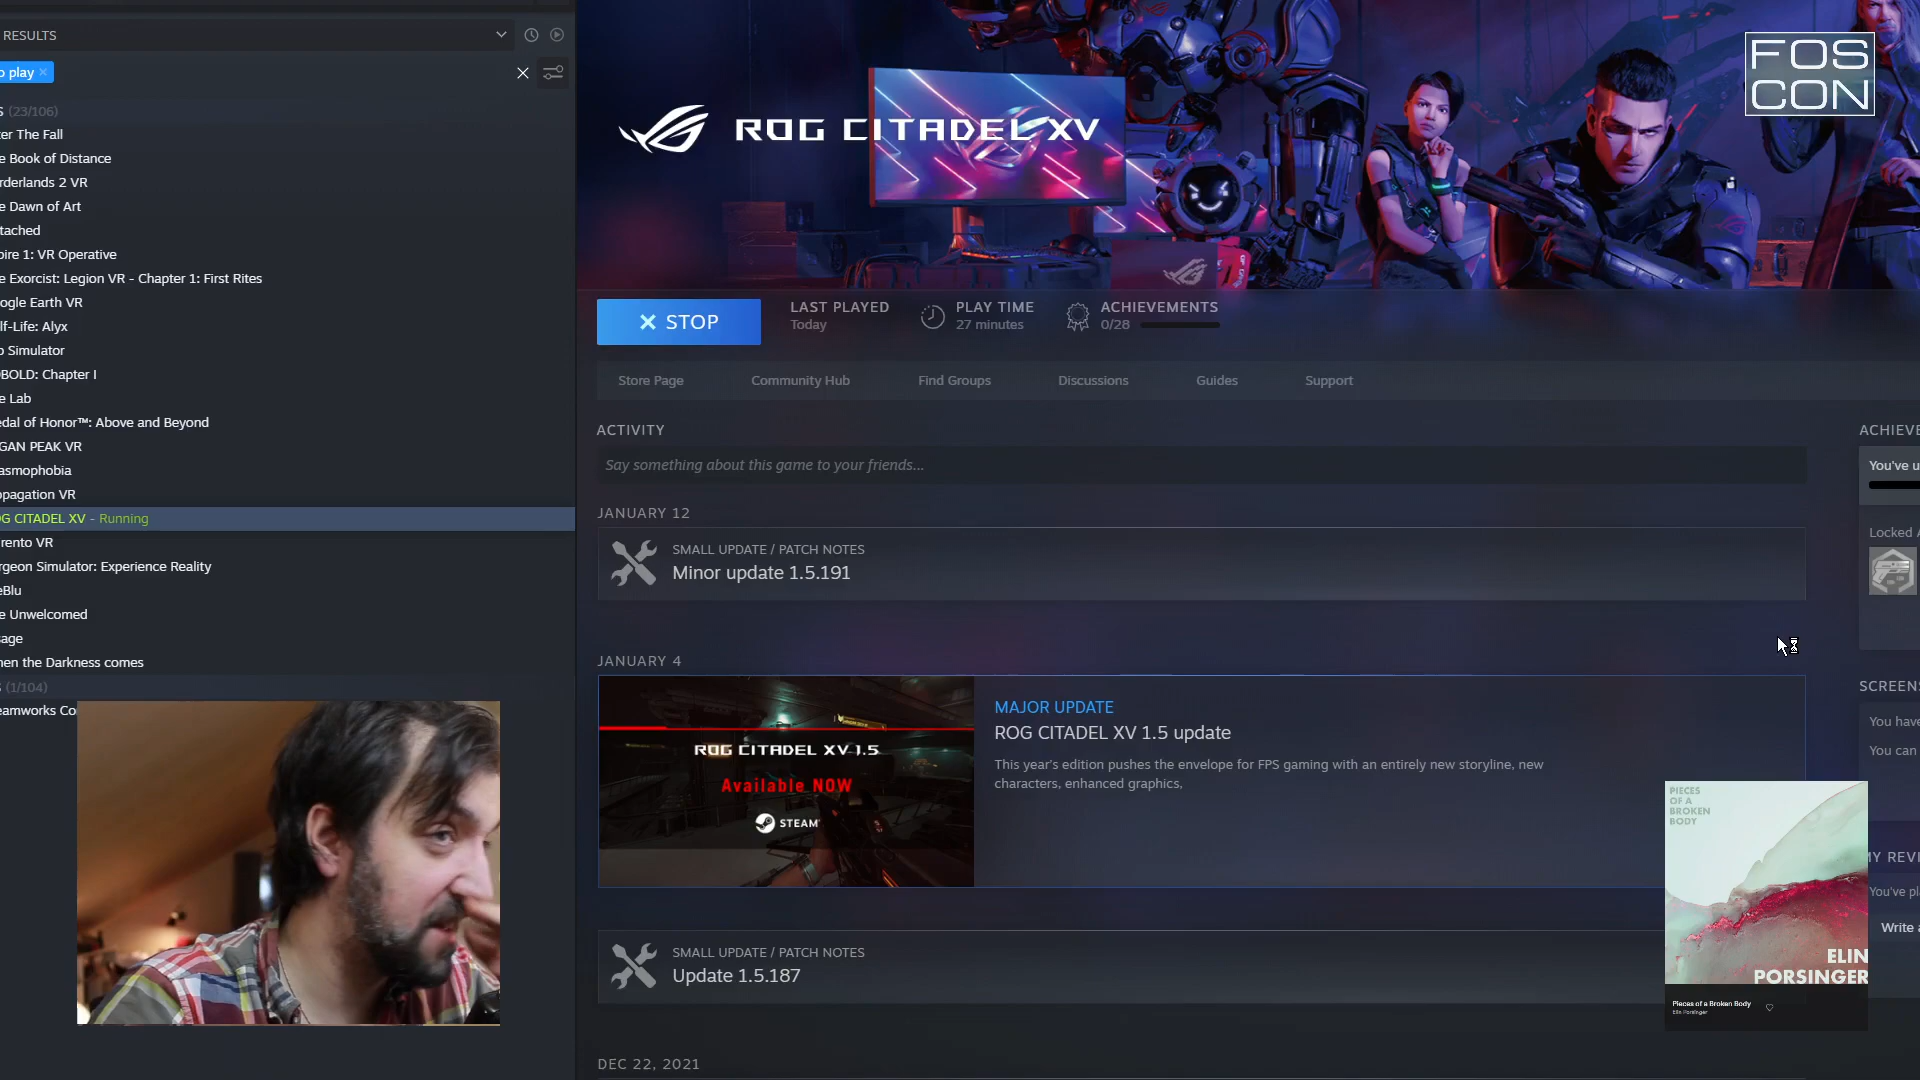 RESULTS
o play
S (23/106)
er The Fall
e Book of Distance
rderlands 2 VR
e Dawn of Art
tached
pire 1: VR Operative
e Exorcist: Legion VR - Chapter 1: First Rites
ogle Earth VR
lf-Life: Alyx
b Simulator
BOLD: Chapter I
e Lab
edal of Honor™: Above and Beyond
GAN PEAK VR
asmophobia
opagation VR
OG CITADEL XV - Running
rento VR
rgeon Simulator: Experience Reality
eBlu
e Unwelcomed
sage
hen the Darkness comes
S (1/104)
eamworks Co
ROG CITADEL XV
FOS
CON
STOP
LAST PLAYED
Today
PLAY TIME
27 minutes
ACHIEVEMENTS
0/28
Store Page
Community Hub
Find Groups
Discussions
Guides
Support
ACTIVITY
Say something about this game to your friends...
JANUARY 12
SMALL UPDATE / PATCH NOTES
Minor update 1.5.191
JANUARY 4
ROG CITADEL XV 1.5
Available NOW
STEAM
MAJOR UPDATE
ROG CITADEL XV 1.5 update
This year's edition pushes the envelope for FPS gaming with an entirely new storyline, new
characters, enhanced graphics,
SMALL UPDATE / PATCH NOTES
Update 1.5.187
DEC 22, 2021
ACHIEVE
You've u
Locked A
SCREENS
You have
You can
MY REVI
You've pl
Write a
PIECES
OF A
BROKEN
BODY
ELIN
PORSINGER
Pieces of a Broken Body
Elin Porsinger